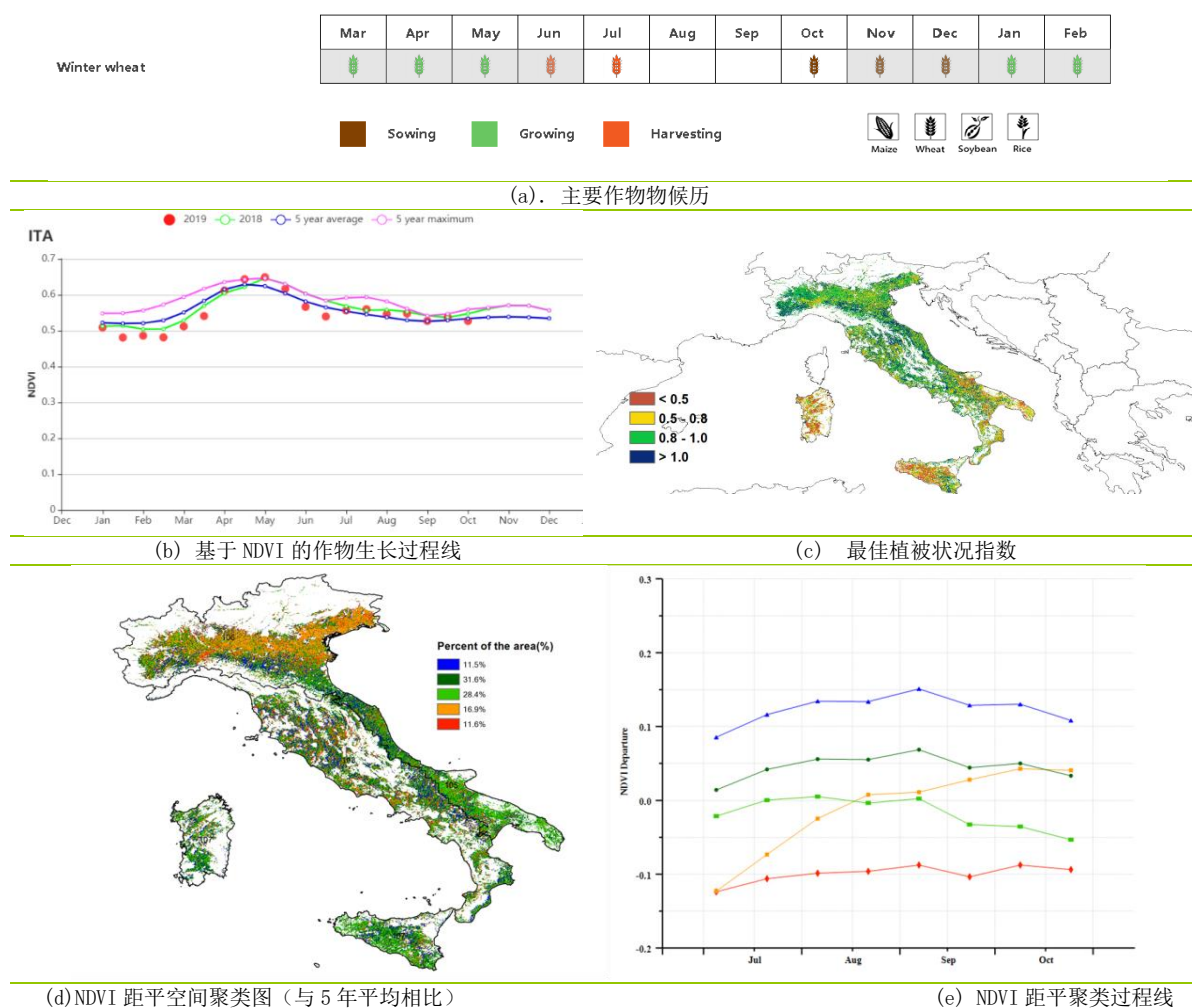 Mar Apr May Jun Jul Aug Sep Oct Nov Dec Jan Feb
Winter wheat
Sowing Growing Harvesting
Maize Wheat Soybean Rice
(a). 主要作物物候历
2019 2018 5 year average 5 year maximum
ITA
0.7
0.6
0.5
0.4
0.3
0.2
0.1
0
NDVI
Dec Jan Feb Mar Apr May Jun Jul Aug Sep Oct Nov Dec
< 0.5
0.5 - 0.8
0.8 - 1.0
> 1.0
(b) 基于 NDVI 的作物生长过程线
(c) 最佳植被状况指数
Percent of the area(%)
11.5%
31.6%
28.4%
16.9%
11.6%
0.3
0.2
0.1
0.0
-0.1
-0.2
NDVI Departure
Jul Aug Sep Oct
(d)NDVI 距平空间聚类图（与 5 年平均相比）
(e) NDVI 距平聚类过程线